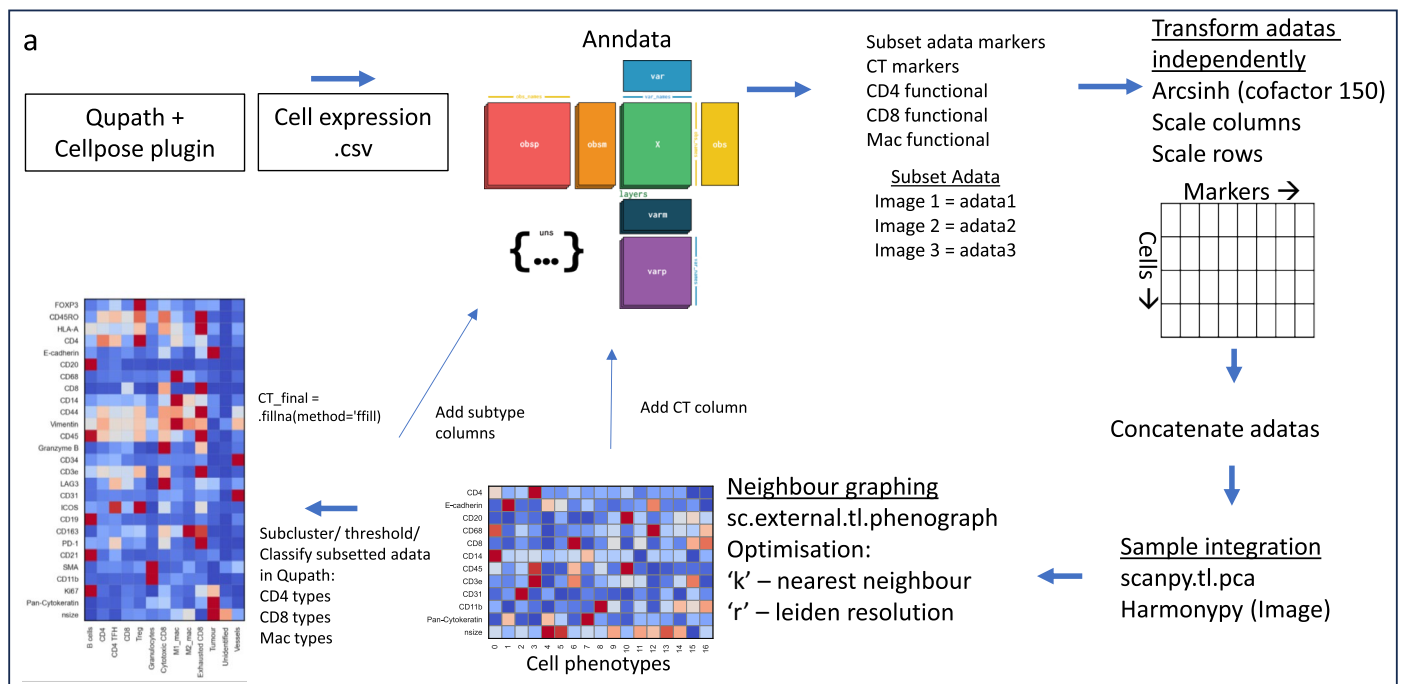 a
Qupath +
Cellpose plugin
Cell expression
.csv
Anndata
var
obs_names
var_names
obsp
obsm
X
obs
layers
varm
uns
{...}
varp
var_names
Subset adata markers
CT markers
CD4 functional
CD8 functional
Mac functional
Subset Adata
Image 1 = adata1
Image 2 = adata2
Image 3 = adata3
Transform adatas
independently
Arcsinh (cofactor 150)
Scale columns
Scale rows
Markers →
Cells →
Concatenate adatas
Sample integration
scanpy.tl.pca
Harmonypy (Image)
Neighbour graphing
sc.external.tl.phenograph
Optimisation:
‘k’ – nearest neighbour
‘r’ – leiden resolution
CD4
E-cadherin
CD20
CD68
CD8
CD14
CD45
CD3e
CD31
CD11b
Pan-Cytokeratin
nsize
0 1 2 3 4 5 6 7 8 9 10 11 12 13 14 15 16
Cell phenotypes
Add CT column
Add subtype
columns
CT_final =
.fillna(method='ffill)
Subcluster/ threshold/
Classify subsetted adata
in Qupath:
CD4 types
CD8 types
Mac types
FOXP3
CD45RO
HLA-A
CD4
E-cadherin
CD20
CD68
CD8
CD14
CD44
Vimentin
CD45
Granzyme B
CD34
CD3e
LAG3
CD31
ICOS
CD19
CD163
PD-1
CD21
SMA
CD11b
Ki67
Pan-Cytokeratin
nsize
B cells
CD4
CD4 TFH
CD8
Treg
Granulocytes
Cytotoxic CD8
M1_mac
M2_mac
Exhausted CD8
Tumour
Unidentified
Vessels